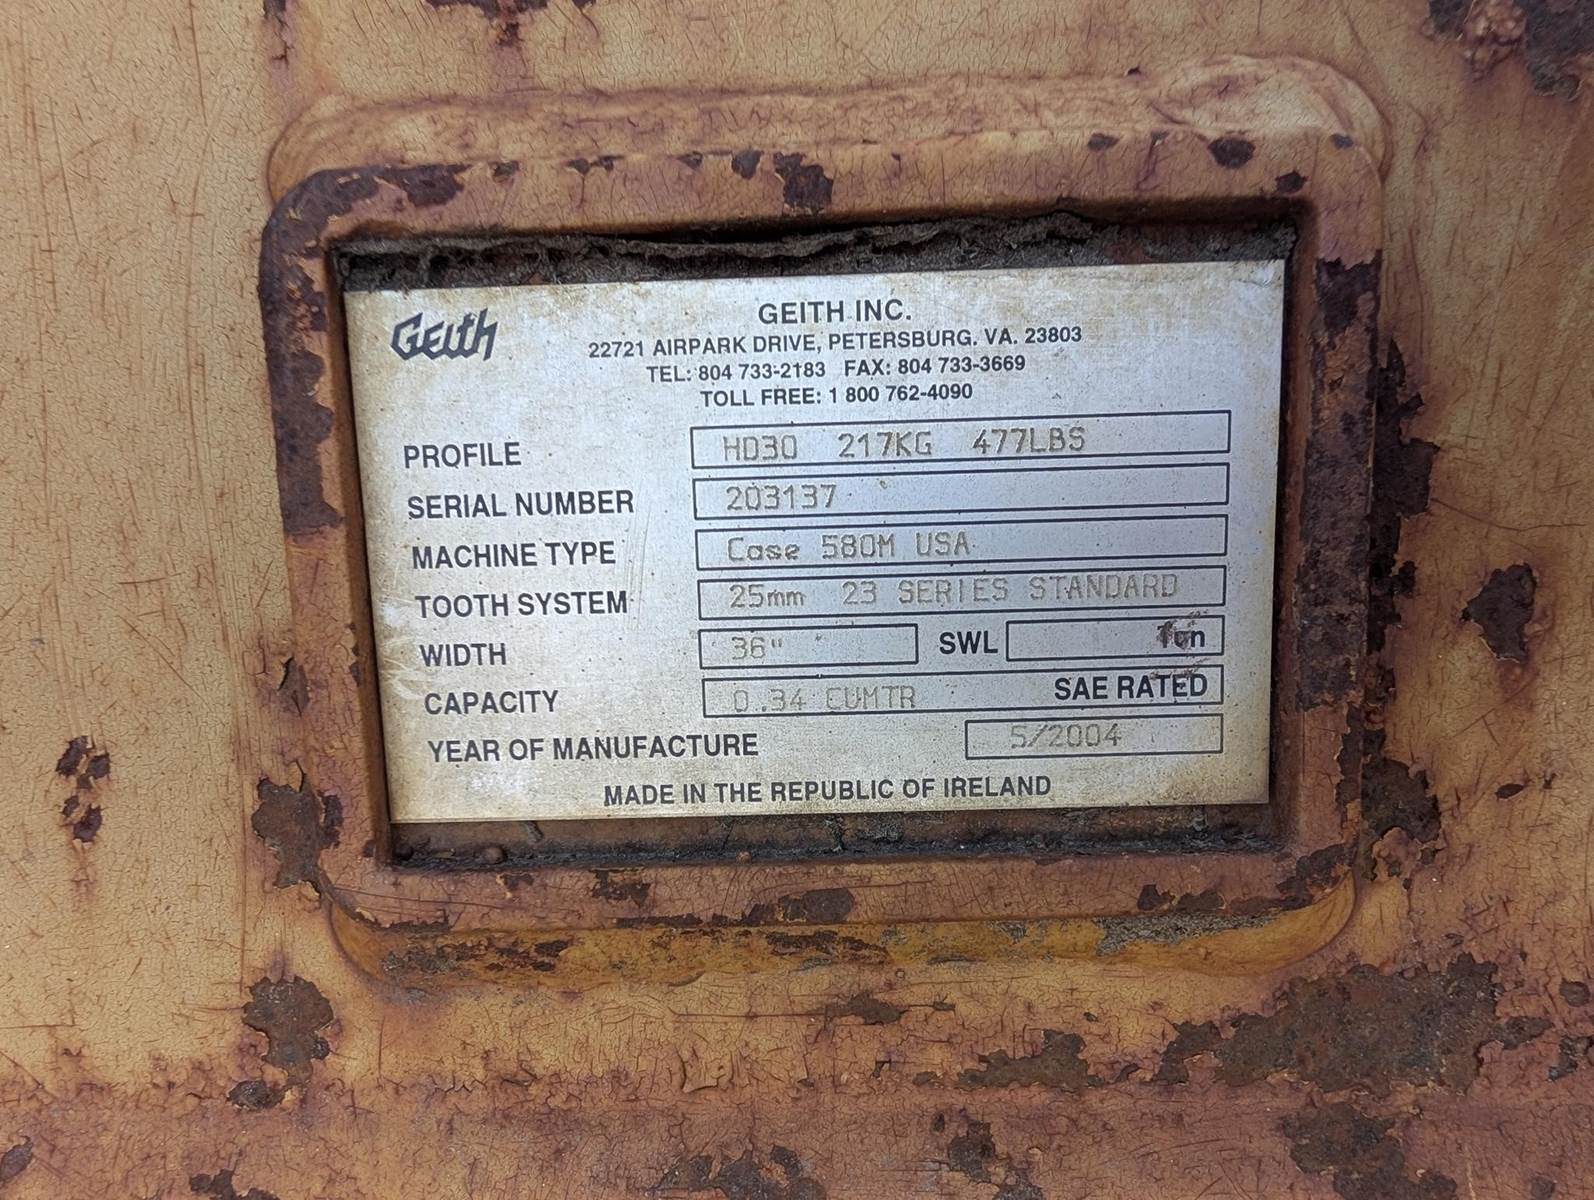 Geith
GEITH INC.
22721 AIRPARK DRIVE, PETERSBURG. VA. 23803
TEL: 804 733-2183 FAX: 804 733-3669
TOLL FREE: 1 800 762-4090
PROFILE HD30 217KG 477LBS
SERIAL NUMBER 203137
MACHINE TYPE Case 580M USA
TOOTH SYSTEM 25mm 23 SERIES STANDARD
WIDTH 36" SWL Ton
CAPACITY 0.34 CUMTR SAE RATED
YEAR OF MANUFACTURE 5/2004
MADE IN THE REPUBLIC OF IRELAND